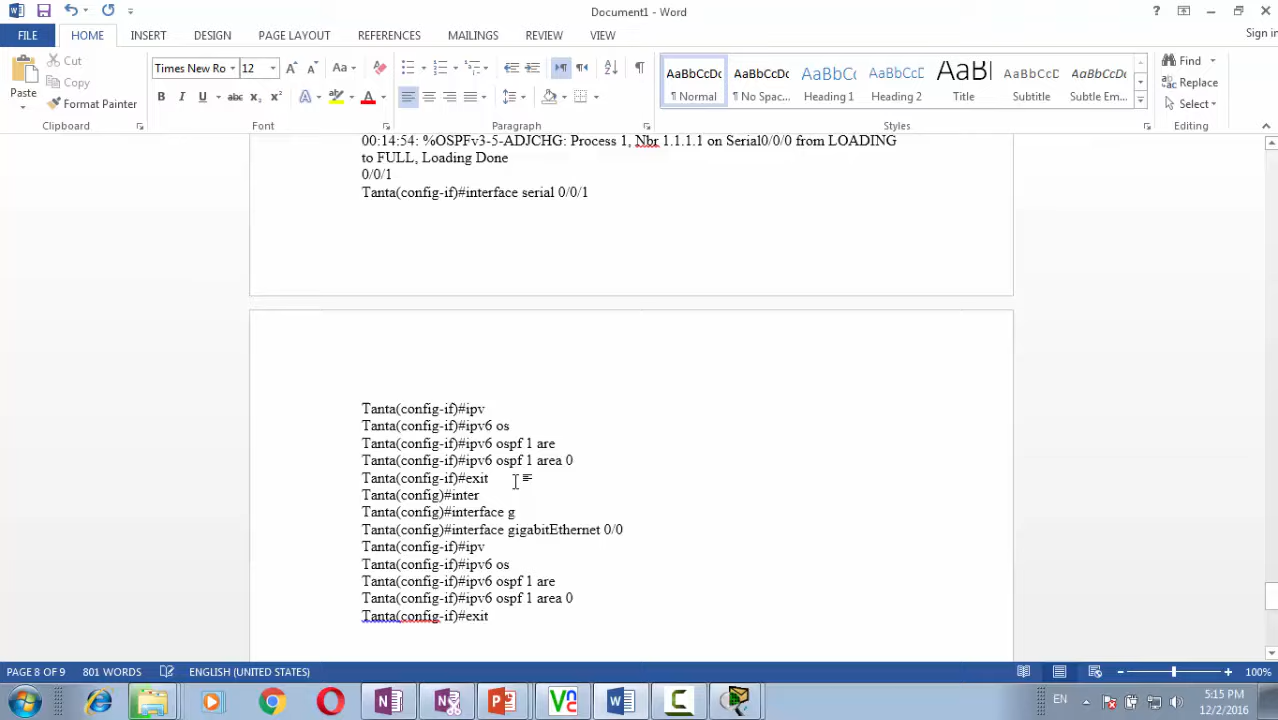 Document1 - Word
Sign in
FILE
HOME
INSERT
DESIGN
PAGE LAYOUT
REFERENCES
MAILINGS
REVIEW
VIEW
Paste
Cut
Copy
Format Painter
Clipboard
Times New Ro
12
Font
Paragraph
AaBbCcDc
¶ Normal
AaBbCcDc
¶ No Spac...
AaBbC
Heading 1
AaBbCcD
Heading 2
AaBl
Title
AaBbCcD
Subtitle
AaBbCcD
Subtle Em...
Styles
Find
Replace
Select
Editing
00:14:54: %OSPFv3-5-ADJCHG: Process 1, Nbr 1.1.1.1 on Serial0/0/0 from LOADING
to FULL, Loading Done
0/0/1
Tanta(config-if)#interface serial 0/0/1
Tanta(config-if)#ipv
Tanta(config-if)#ipv6 os
Tanta(config-if)#ipv6 ospf 1 are
Tanta(config-if)#ipv6 ospf 1 area 0
Tanta(config-if)#exit
Tanta(config)#inter
Tanta(config)#interface g
Tanta(config)#interface gigabitEthernet 0/0
Tanta(config-if)#ipv
Tanta(config-if)#ipv6 os
Tanta(config-if)#ipv6 ospf 1 are
Tanta(config-if)#ipv6 ospf 1 area 0
Tanta(config-if)#exit
PAGE 8 OF 9
801 WORDS
ENGLISH (UNITED STATES)
100%
EN
5:15 PM
12/2/2016